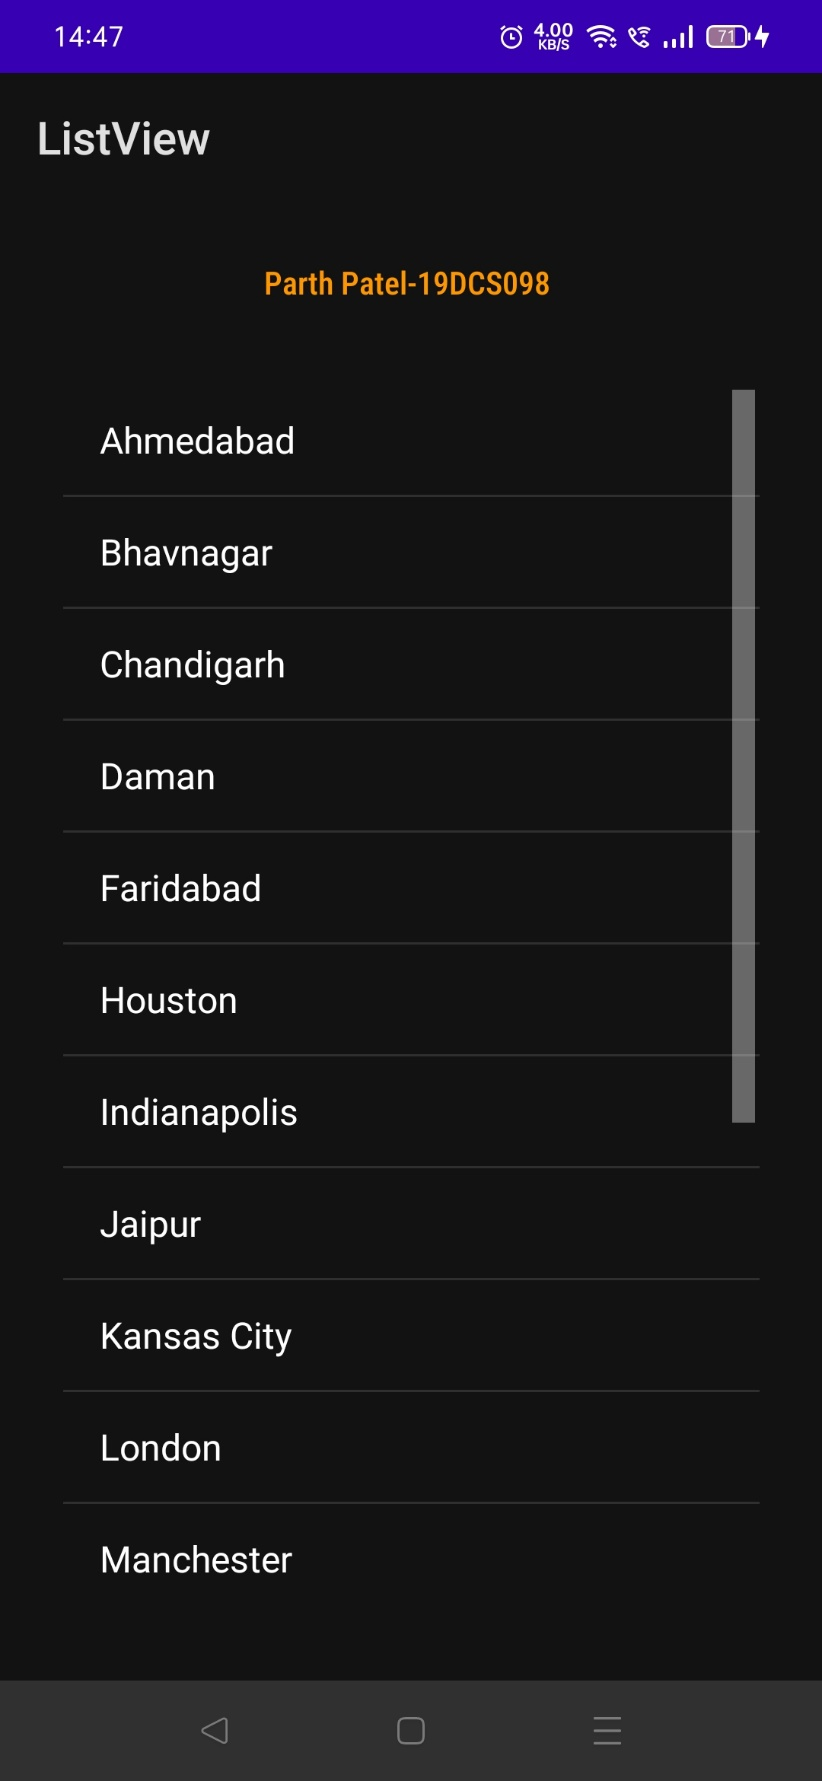 14:47
4.00
KB/S
71
ListView
Parth Patel-19DCS098
Ahmedabad
Bhavnagar
Chandigarh
Daman
Faridabad
Houston
Indianapolis
Jaipur
Kansas City
London
Manchester